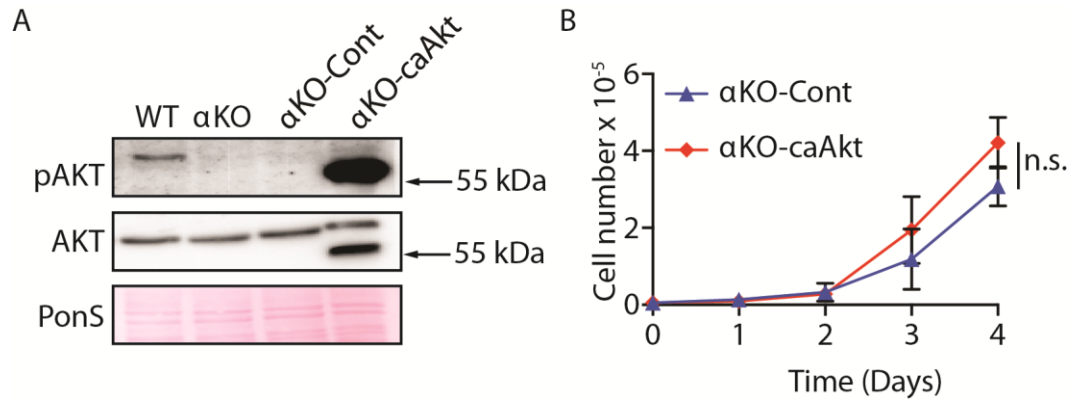 A
WT αKO αKO-Cont αKO-caAkt
pAKT
55 kDa
AKT
55 kDa
PonS
B
Cell number x 10⁻⁵
6
4
2
0
αKO-Cont
αKO-caAkt
n.s.
0 1 2 3 4
Time (Days)